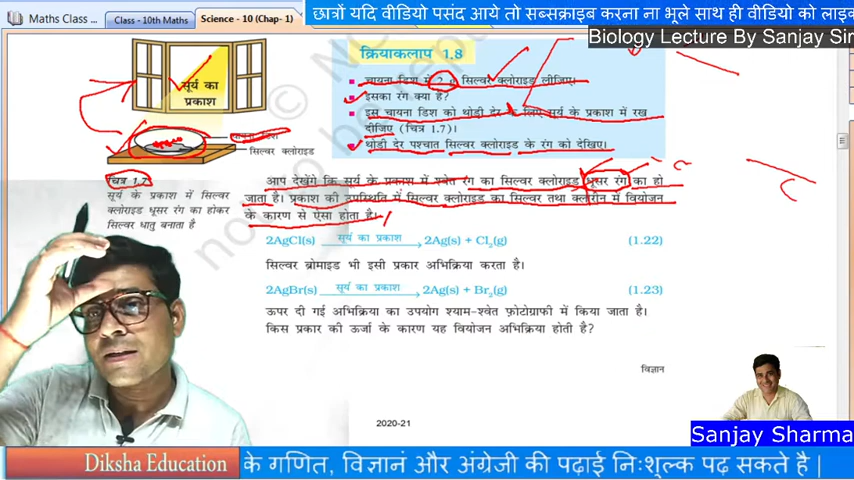 Maths Class ...
Class - 10th Maths
Science - 10 (Chap- 1)
छात्रों यदि वीडियो पसंद आये तो सब्सक्राइब करना ना भूले साथ ही वीडियो को लाइक
Biology Lecture By Sanjay Sir
सूर्य का
प्रकाश
चायना डिश
सिल्वर क्लोराइड
चित्र 1.7
सूर्य के प्रकाश में सिल्वर
क्लोराइड धूसर रंग का होकर
सिल्वर धातु बनाता है
क्रियाकलाप 1.8
चायना डिश में 2 g सिल्वर क्लोराइड लीजिए।
इसका रंग क्या है?
इस चायना डिश को थोड़ी देर के लिए सूर्य के प्रकाश में रख
दीजिए (चित्र 1.7)।
थोड़ी देर पश्चात सिल्वर क्लोराइड के रंग को देखिए।
आप देखेंगे कि सूर्य के प्रकाश में श्वेत रंग का सिल्वर क्लोराइड धूसर रंग का हो
जाता है। प्रकाश की उपस्थिति में सिल्वर क्लोराइड का सिल्वर तथा क्लोरीन में वियोजन
के कारण से ऐसा होता है।
2AgCl(s) सूर्य का प्रकाश → 2Ag(s) + Cl₂(g) (1.22)
सिल्वर ब्रोमाइड भी इसी प्रकार अभिक्रिया करता है।
2AgBr(s) सूर्य का प्रकाश → 2Ag(s) + Br₂(g) (1.23)
ऊपर दी गई अभिक्रिया का उपयोग श्याम-श्वेत फ़ोटोग्राफी में किया जाता है।
किस प्रकार की ऊर्जा के कारण यह वियोजन अभिक्रिया होती है?
विज्ञान
2020-21
Sanjay Sharma
Diksha Education
के गणित, विज्ञानं और अंग्रेजी की पढ़ाई निःशुल्क पढ़ सकते है |